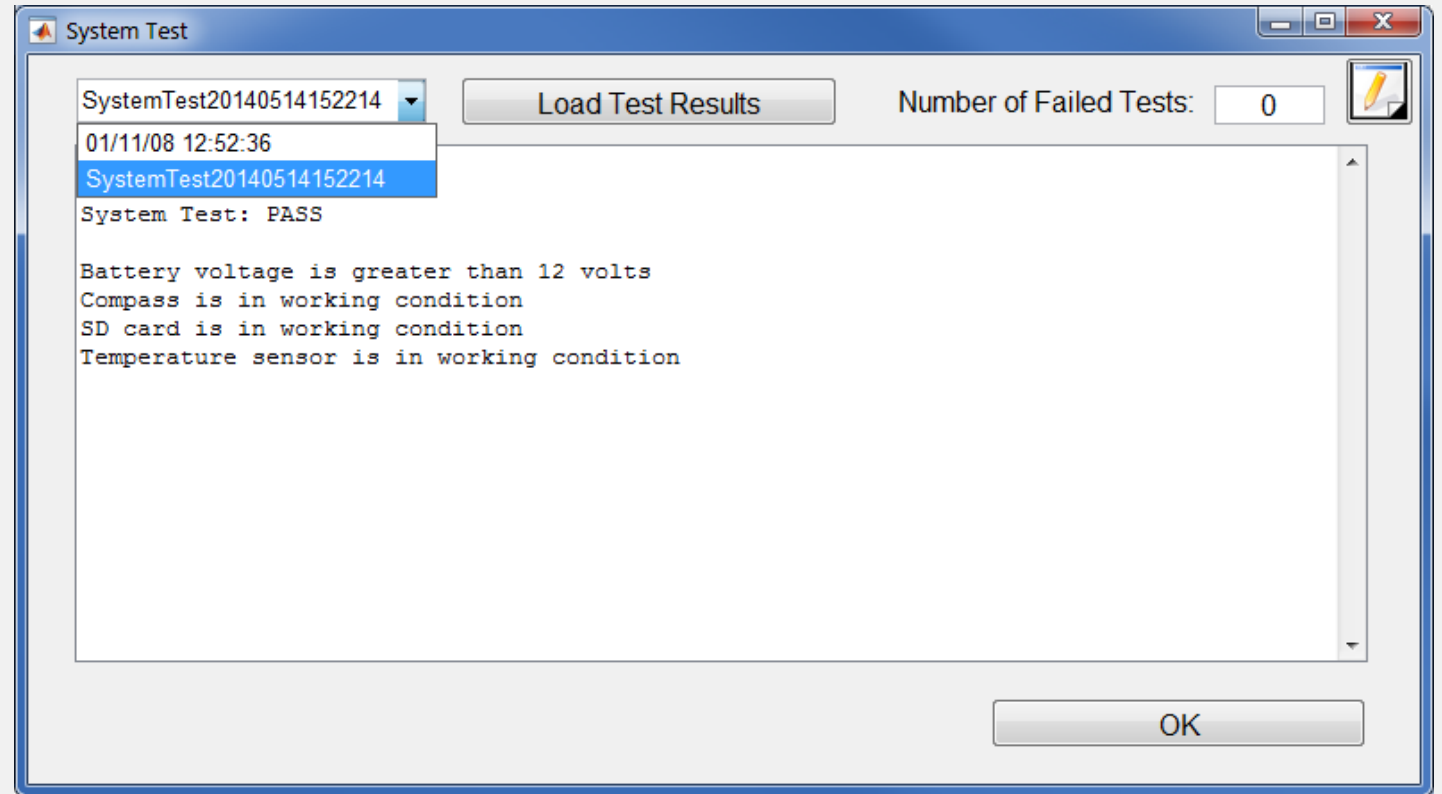 System Test
SystemTest20140514152214
Load Test Results
Number of Failed Tests: 0
01/11/08 12:52:36
SystemTest20140514152214
System Test: PASS
Battery voltage is greater than 12 volts
Compass is in working condition
SD card is in working condition
Temperature sensor is in working condition
OK